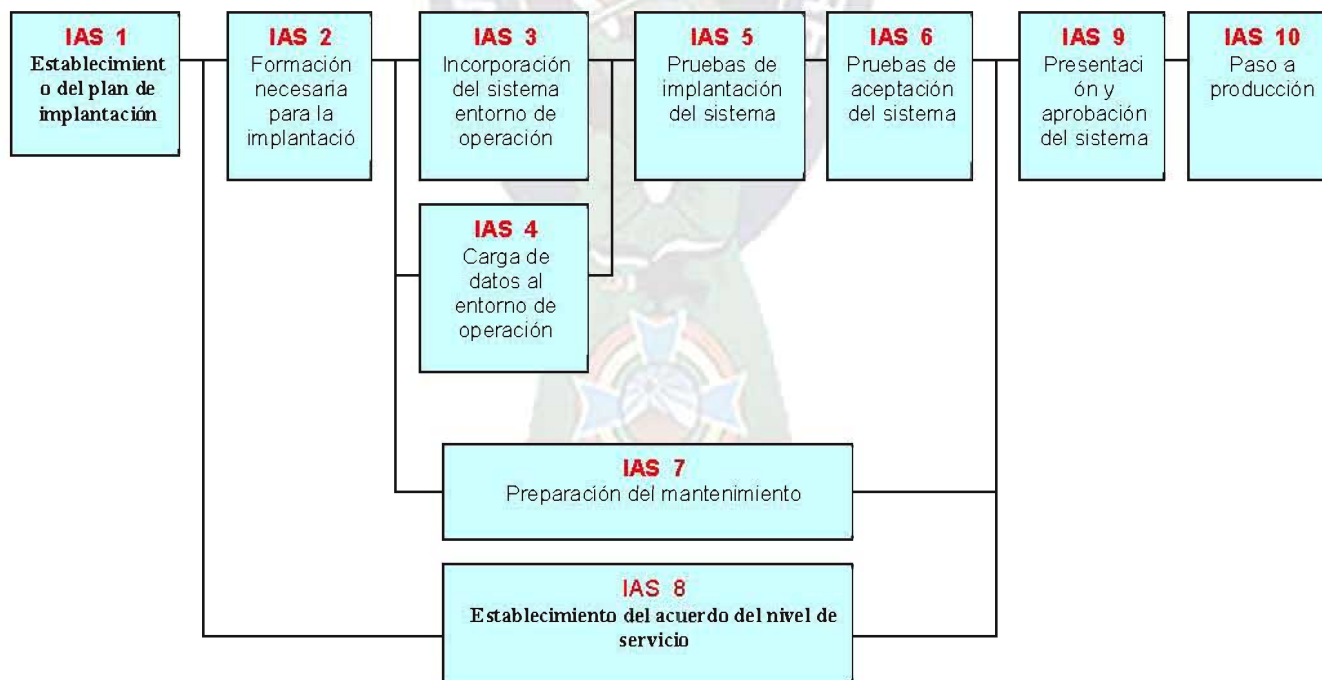 IAS 1
Establecimient
o del plan de
implantación
IAS 2
Formación
necesaria
para la
implantació
IAS 3
Incorporación
del sistema
entorno de
operación
IAS 5
Pruebas de
implantación
del sistema
IAS 6
Pruebas de
aceptación
del sistema
IAS 9
Presentaci
ón y
aprobación
del sistema
IAS 10
Paso a
producción
IAS 4
Carga de
datos al
entorno de
operación
IAS 7
Preparación del mantenimiento
IAS 8
Establecimiento del acuerdo del nivel de
servicio